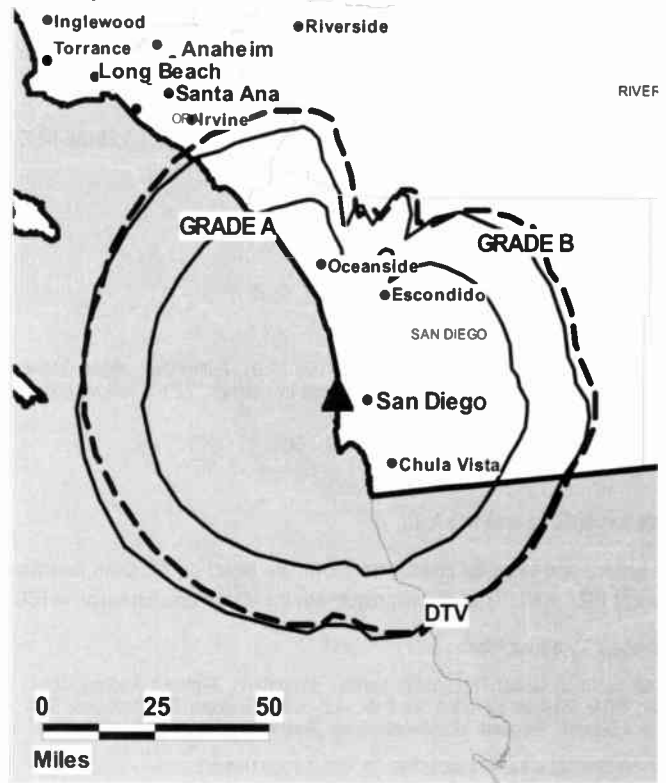 Inglewood
Riverside
Torrance
Anaheim
Long Beach
RIVER
Santa Ana
OR
Irvine
GRADE A
GRADE B
Oceanside
Escondido
SAN DIEGO
San Diego
Chula Vista
DTV
0 25 50
Miles